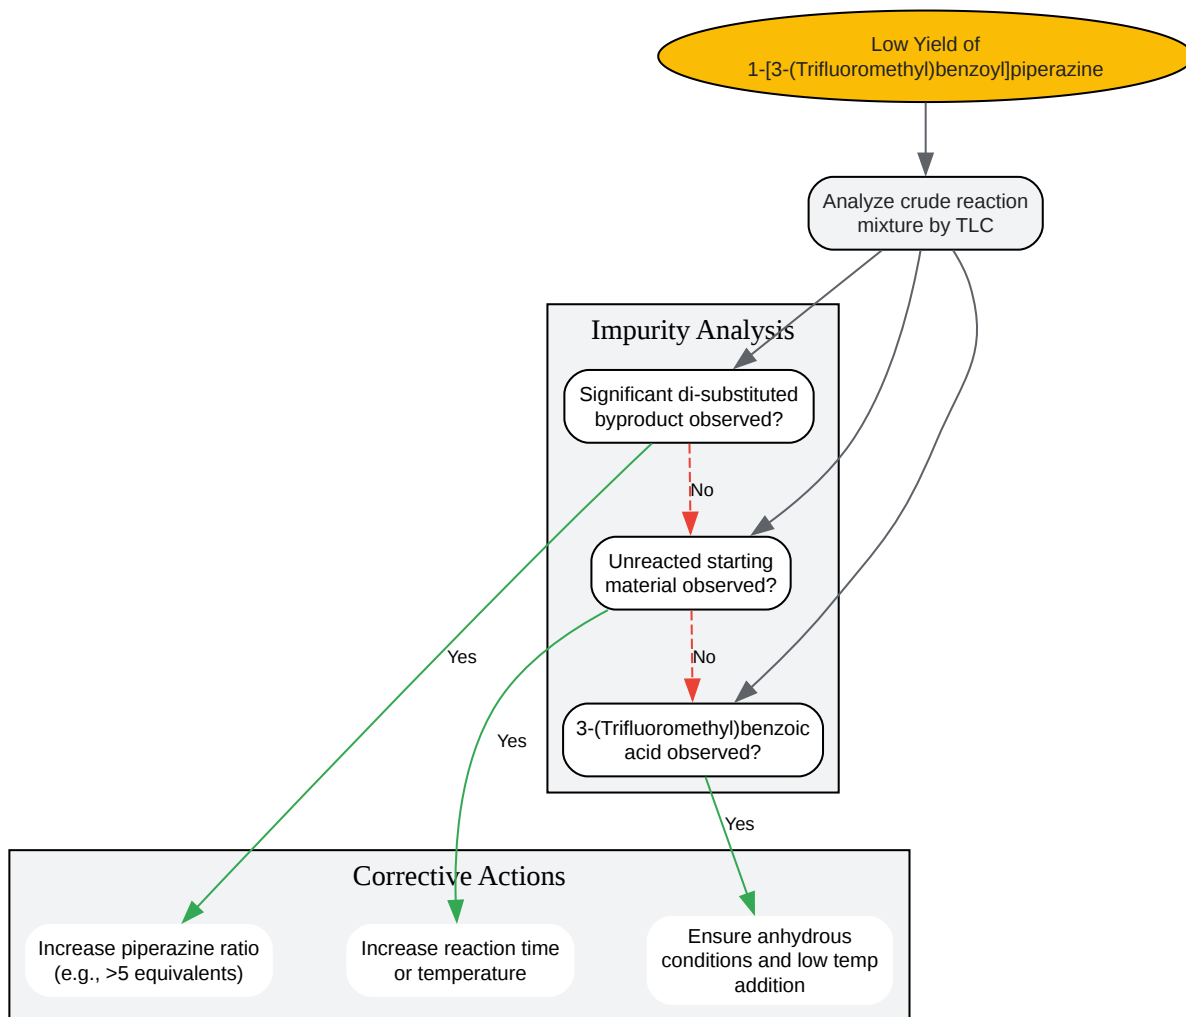 Low Yield of
1-[3-(Trifluoromethyl)benzoyl]piperazine
Analyze crude reaction
mixture by TLC
Impurity Analysis
Significant di-substituted
byproduct observed?
No
Unreacted starting
material observed?
Yes
No
3-(Trifluoromethyl)benzoic
acid observed?
Yes
Yes
Corrective Actions
Increase piperazine ratio
(e.g., >5 equivalents)
Increase reaction time
or temperature
Ensure anhydrous
conditions and low temp
addition